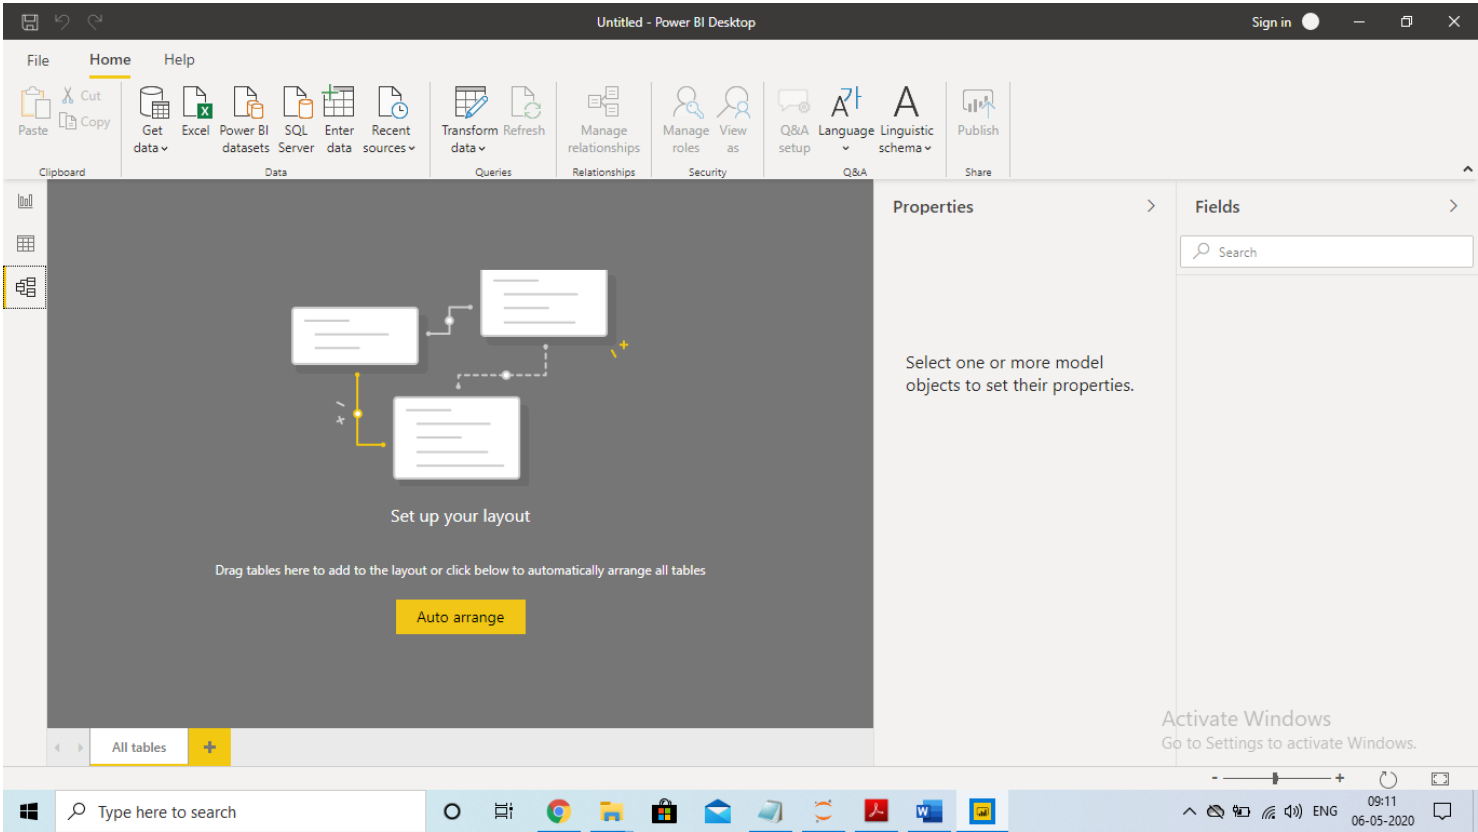 Untitled - Power BI Desktop
Sign in
File Home Help
Paste
Cut
Copy
Clipboard
Get data
Excel
Power BI datasets
SQL Server
Enter data
Recent sources
Data
Transform data
Refresh
Queries
Manage relationships
Relationships
Manage roles
View as
Security
Q&A setup
Language
Linguistic schema
Q&A
Publish
Share
Properties
Fields
Search
Select one or more model
objects to set their properties.
Set up your layout
Drag tables here to add to the layout or click below to automatically arrange all tables
Auto arrange
All tables
Activate Windows
Go to Settings to activate Windows.
Type here to search
ENG
09:11
06-05-2020